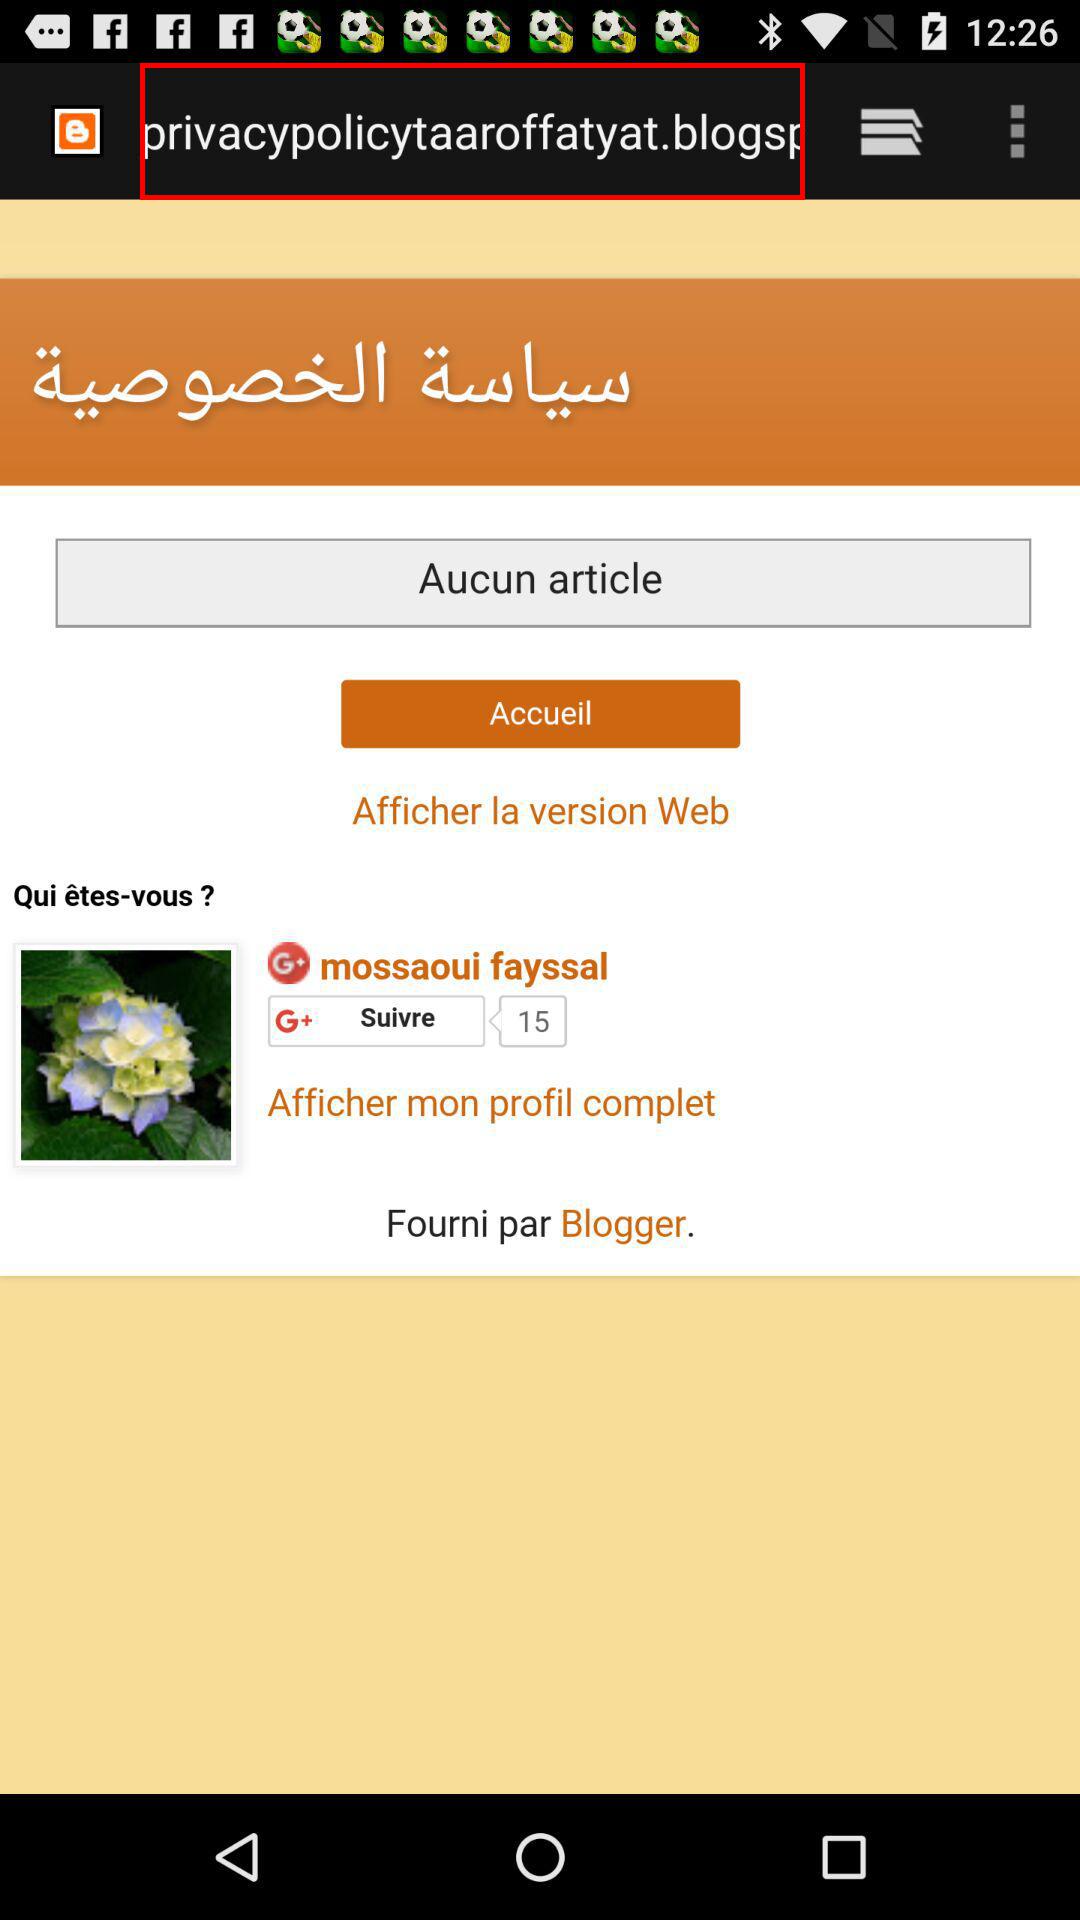 12:26
privacypolicytaaroffatyat.blogsp
سياسة الخصوصية
Aucun article
Accueil
Afficher la version Web
Qui êtes-vous ?
G+ mossaoui fayssal
G+ Suivre 15
Afficher mon profil complet
Fourni par Blogger.